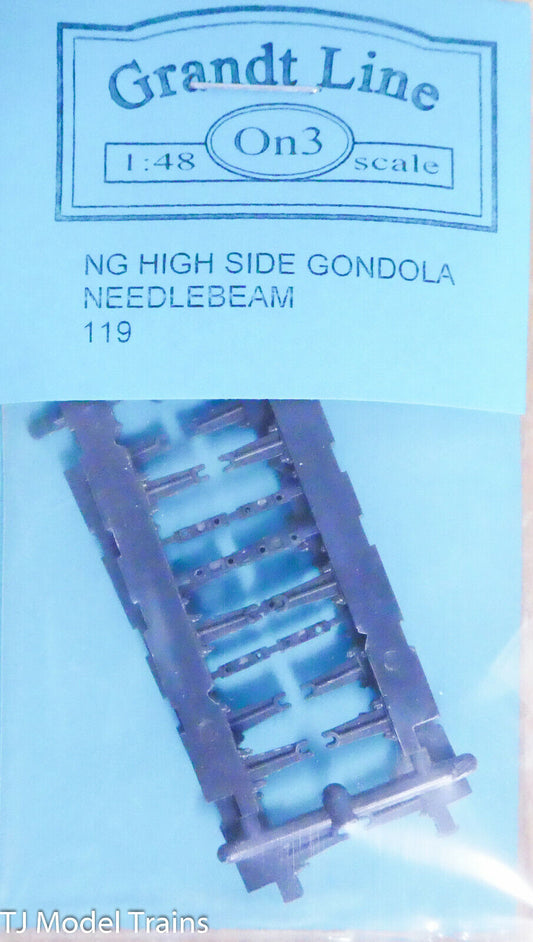 Grandt Line
1:48 On3 scale
NG HIGH SIDE GONDOLA
NEEDLEBEAM
119
TJ Model Trains